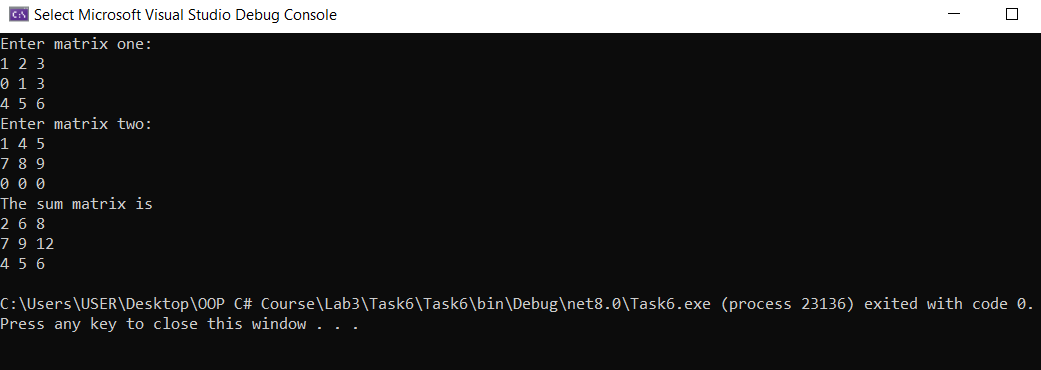 Select Microsoft Visual Studio Debug Console
Enter matrix one:
1 2 3
0 1 3
4 5 6
Enter matrix two:
1 4 5
7 8 9
0 0 0
The sum matrix is
2 6 8
7 9 12
4 5 6
C:\Users\USER\Desktop\OOP C# Course\Lab3\Task6\Task6\bin\Debug\net8.0\Task6.exe (process 23136) exited with code 0.
Press any key to close this window . . .